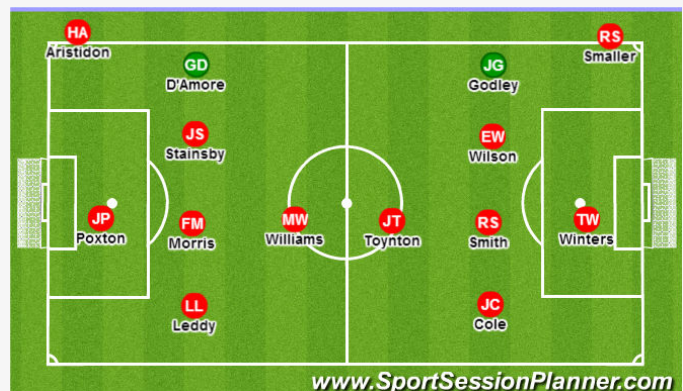 HA
Aristidon
RS
Smaller
GD
D'Amore
JG
Godley
JS
Stainsby
EW
Wilson
JP
Poxton
FM
Morris
MW
Williams
JT
Toynton
RS
Smith
TW
Winters
LL
Leddy
JC
Cole
www.SportSessionPlanner.com